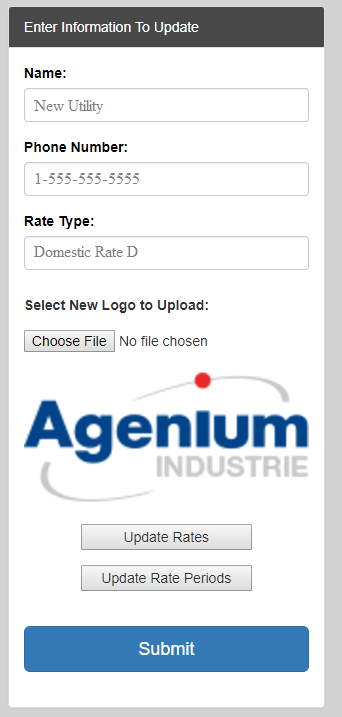 Enter Information To Update
Name:
New Utility
Phone Number:
1-555-555-5555
Rate Type:
Domestic Rate D
Select New Logo to Upload:
Choose File No file chosen
Agenium
INDUSTRIE
Update Rates
Update Rate Periods
Submit